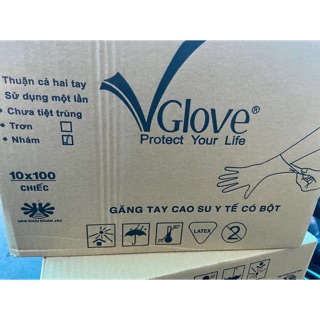 Thuận cả hai tay
Sử dụng một lần
• Chưa tiệt trùng
• Trơn
• Nhám
VGlove®
Protect Your Life
10x100
CHIẾC
GĂNG TAY CAO SU Y TẾ CÓ BỘT
LATEX
2